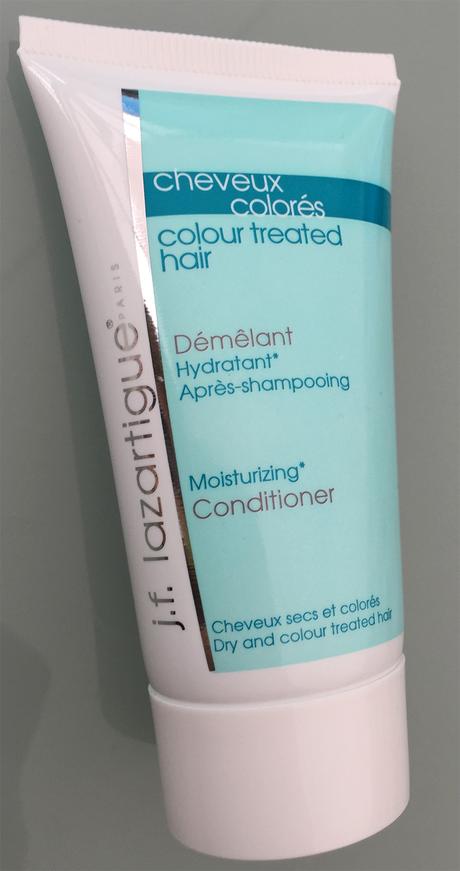 cheveux
colorés
colour treated
hair
Démêlant
Hydratant*
Après-shampooing
Moisturizing*
Conditioner
Cheveux secs et colorés
Dry and colour treated hair
j.f. lazartigue® PARIS